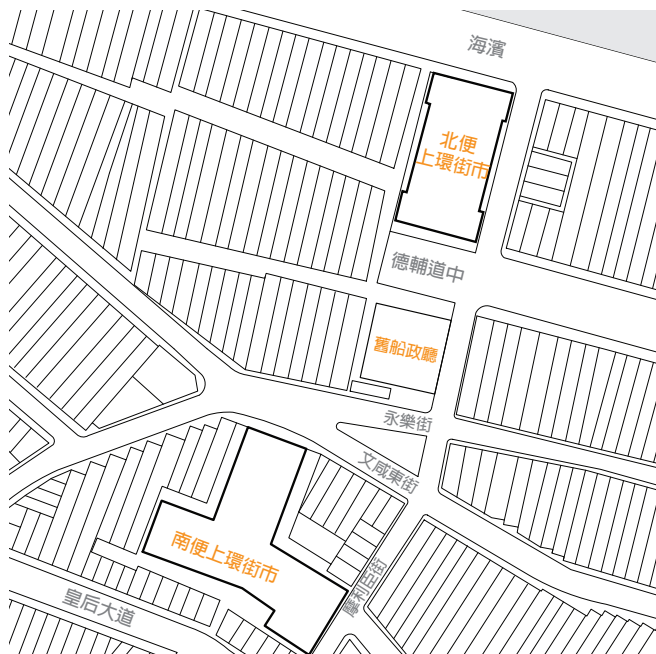 海濱
北便
上環街市
德輔道中
舊船政廳
永樂街
文咸東街
南便上環街市
摩利臣街
皇后大道